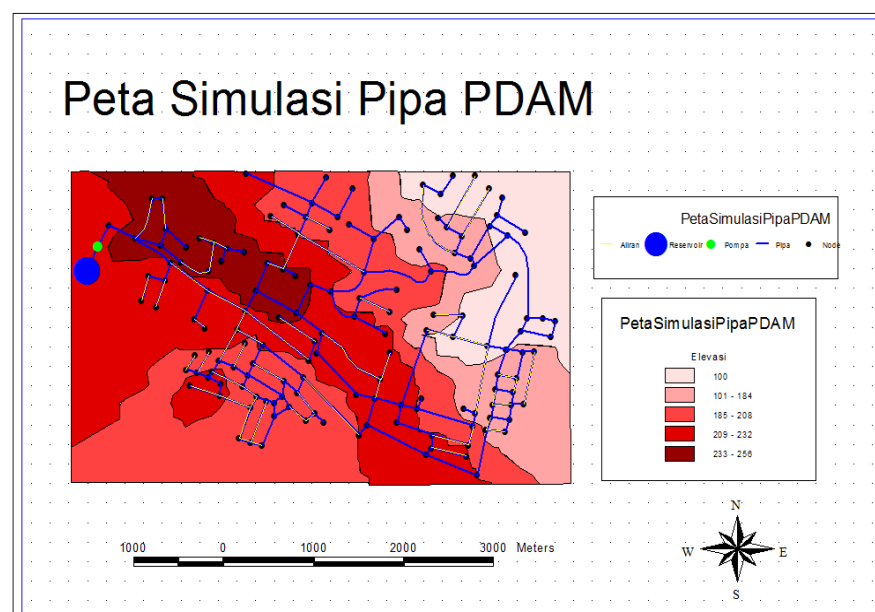 Peta Simulasi Pipa PDAM
PetaSimulasiPipaPDAM
Aliran Reservoir Pompa Pipa Node
PetaSimulasiPipaPDAM
Elevasi
100
101 - 184
185 - 208
209 - 232
233 - 256
N
W E
S
1000 0 1000 2000 3000 Meters